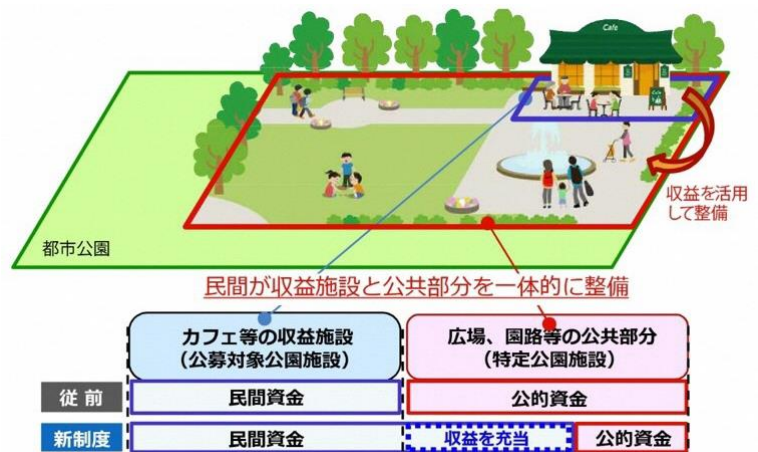 Cafe
収益を活用
して整備
都市公園
民間が収益施設と公共部分を一体的に整備
カフェ等の収益施設
（公募対象公園施設）
広場、園路等の公共部分
（特定公園施設）
従前
民間資金
公的資金
新制度
民間資金
収益を充当
公的資金